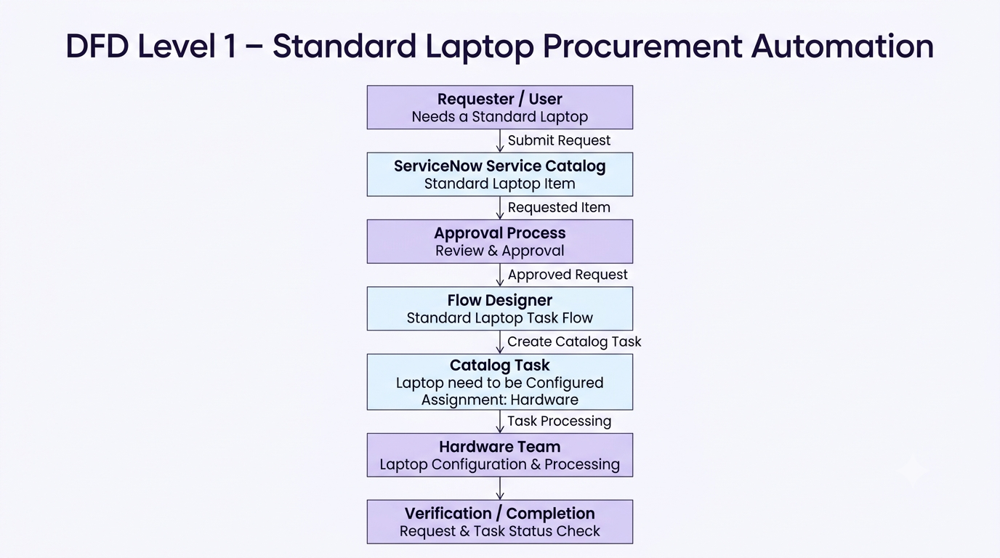 DFD Level 1 – Standard Laptop Procurement Automation
Requester / User
Needs a Standard Laptop
Submit Request
ServiceNow Service Catalog
Standard Laptop Item
Requested Item
Approval Process
Review & Approval
Approved Request
Flow Designer
Standard Laptop Task Flow
Create Catalog Task
Catalog Task
Laptop need to be Configured
Assignment: Hardware
Task Processing
Hardware Team
Laptop Configuration & Processing
Verification / Completion
Request & Task Status Check